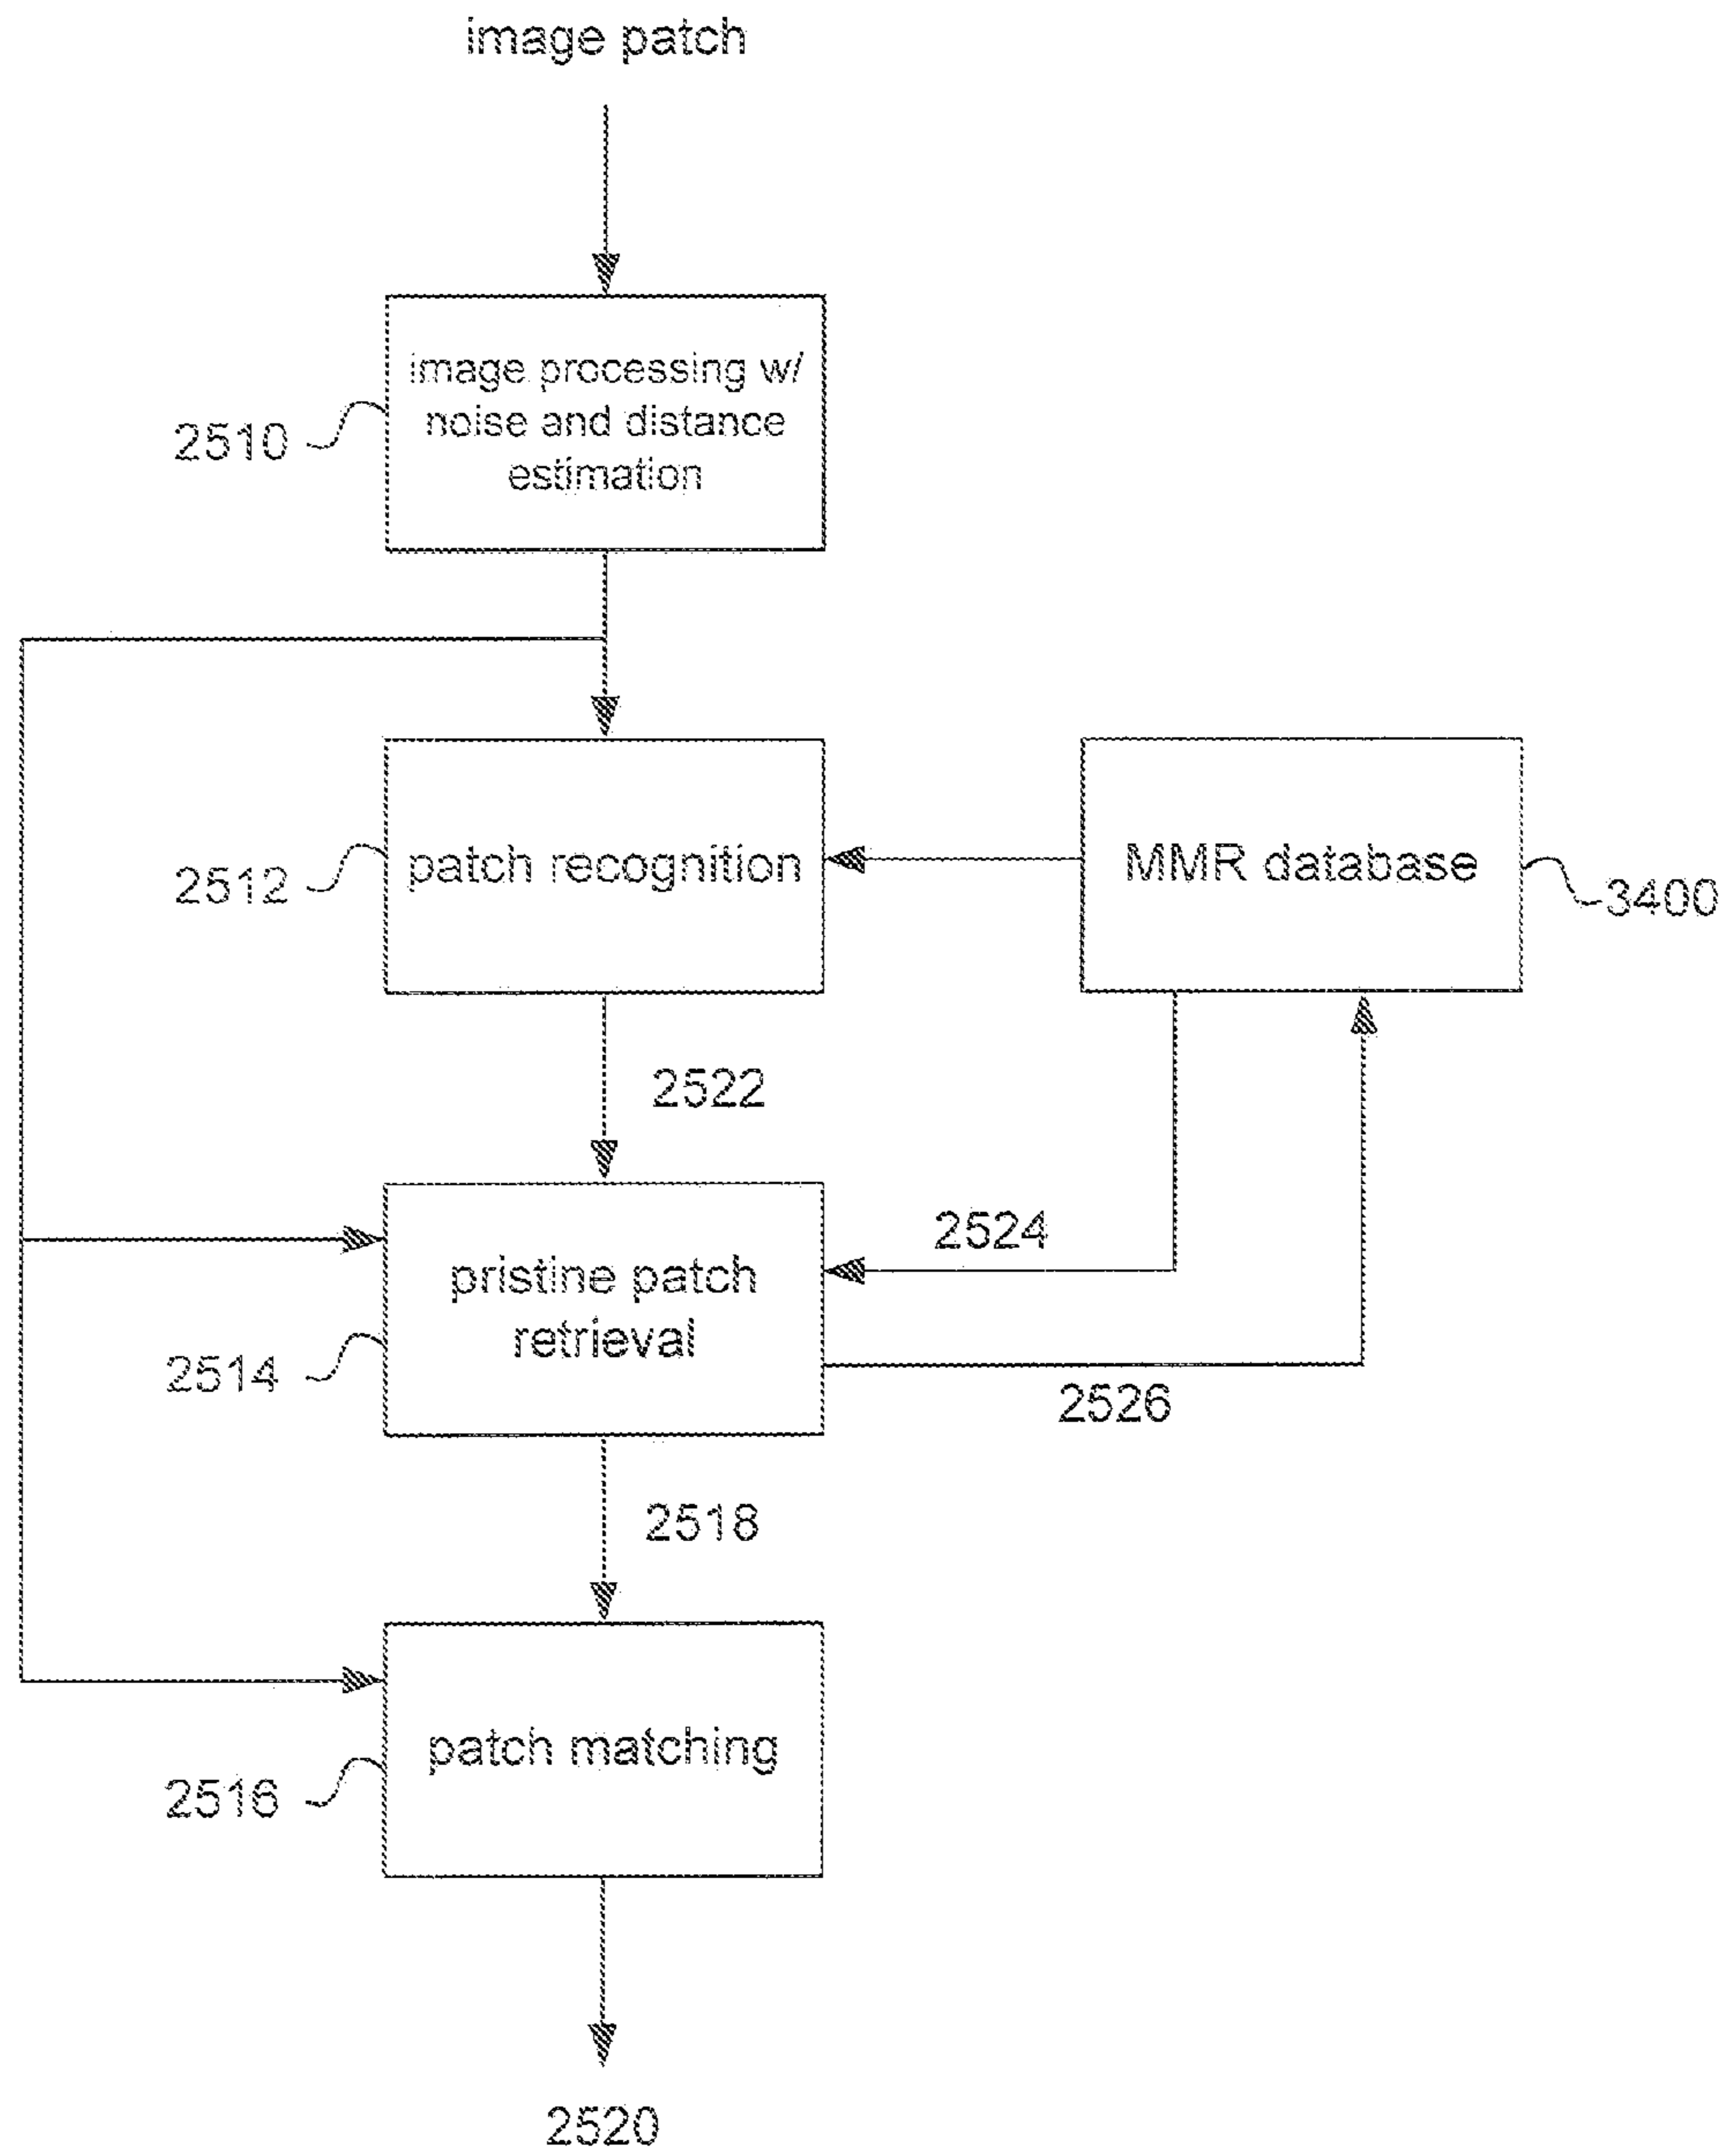 image patch
image processing w/
noise and distance
estimation
2510
patch recognition
2512
MMR database
3400
2522
2524
pristine patch
retrieval
2514
2526
2518
patch matching
2516
2520